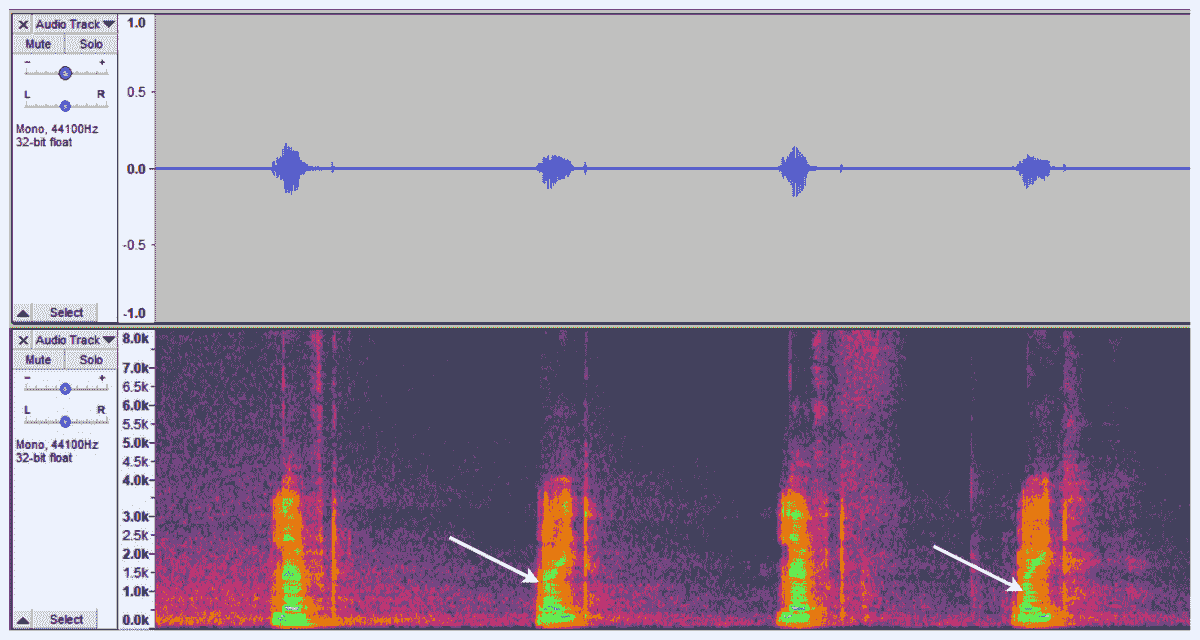 × Audio Track 1.0
Mute Solo
- +
0.5
L R
Mono, 44100Hz
32-bit float
0.0
-0.5
Select -1.0
× Audio Track 8.0k
Mute Solo
- +
7.0k
6.5k
L R 6.0k
5.5k
Mono, 44100Hz 5.0k
32-bit float 4.5k
4.0k
3.0k
2.5k
2.0k
1.5k
1.0k
Select 0.0k